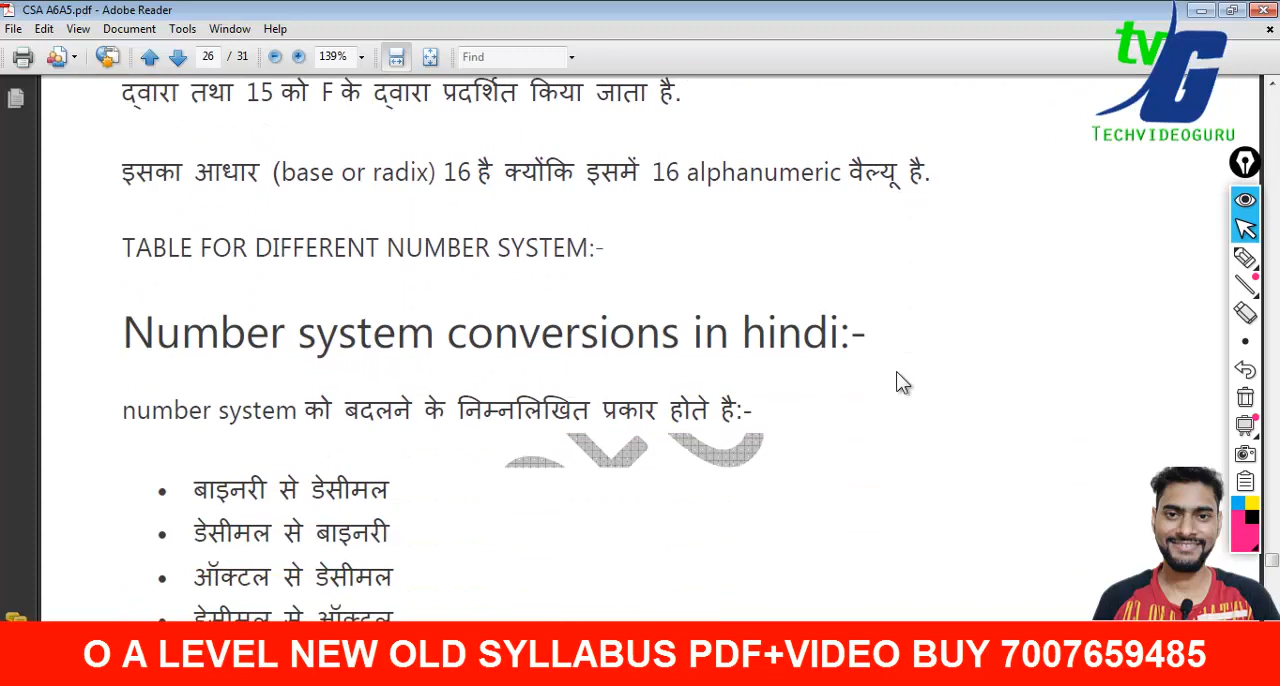 CSA A6A5.pdf - Adobe Reader
File Edit View Document Tools Window Help
26 / 31 139% Find
द्वारा तथा 15 को F के द्वारा प्रदर्शित किया जाता है.
इसका आधार (base or radix) 16 है क्योंकि इसमें 16 alphanumeric वैल्यू है.
TABLE FOR DIFFERENT NUMBER SYSTEM:-
Number system conversions in hindi:-
number system को बदलने के निम्नलिखित प्रकार होते है:-
• बाइनरी से डेसीमल
• डेसीमल से बाइनरी
• ऑक्टल से डेसीमल
डेसीमल से ऑक्टल
tvG
TECHVIDEOGURU
O A LEVEL NEW OLD SYLLABUS PDF+VIDEO BUY 7007659485